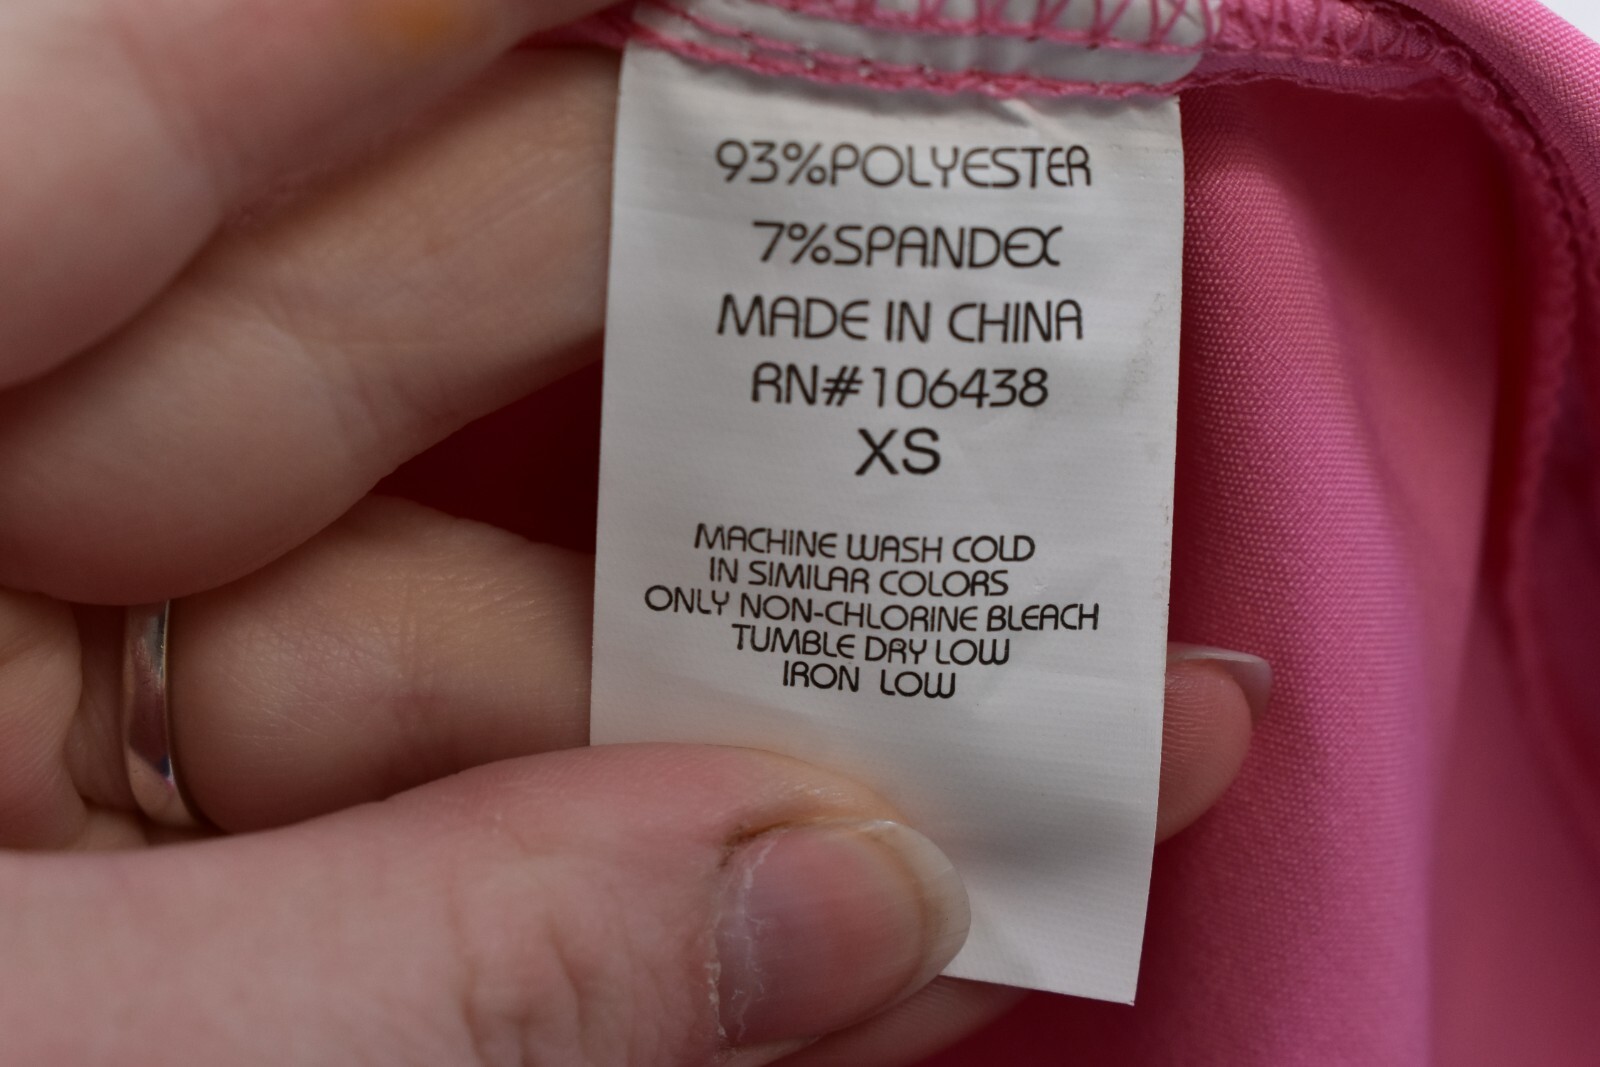 93%POLYESTER
7%SPANDEX
MADE IN CHINA
RN#106438
XS
MACHINE WASH COLD
IN SIMILAR COLORS
ONLY NON-CHLORINE BLEACH
TUMBLE DRY LOW
IRON LOW